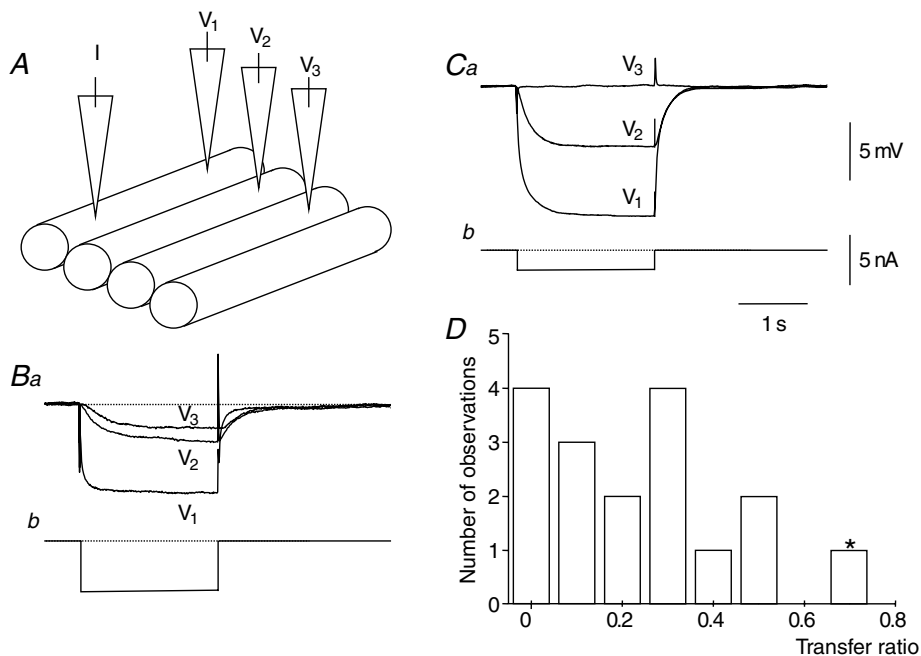 A
I
V1
V2
V3
Ba
V3
V2
V1
b
Ca
V3
V2
V1
5 mV
b
5 nA
1 s
D
Number of observations
5
4
3
2
1
0
*
0
0.2
0.4
0.6
0.8
Transfer ratio